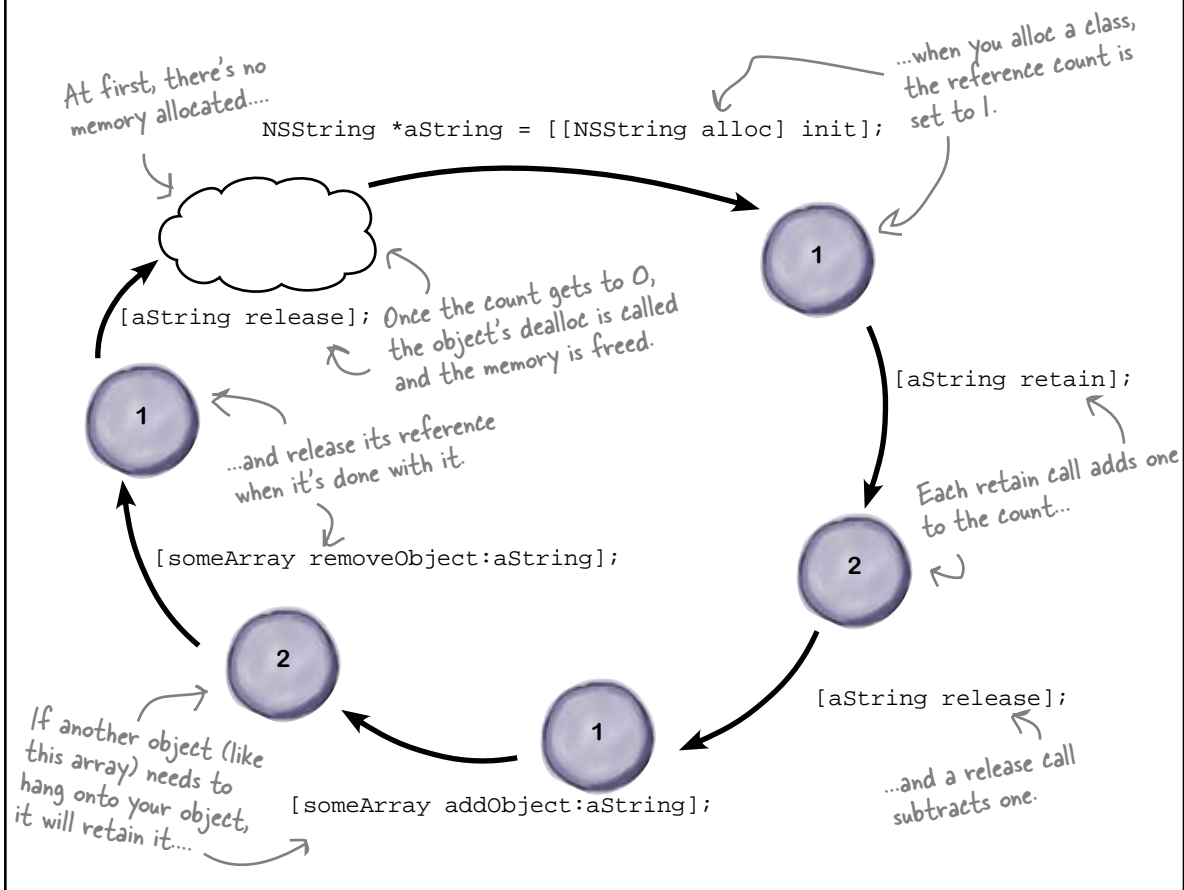 At first, there's no
memory allocated....
NSString *aString = [[NSString alloc] init];
...when you alloc a class,
the reference count is
set to 1.
1
[aString retain];
Each retain call adds one
to the count...
2
[aString release];
...and a release call
subtracts one.
1
[someArray addObject:aString];
If another object (like
this array) needs to
hang onto your object,
it will retain it....
2
[someArray removeObject:aString];
...and release its reference
when it's done with it.
1
[aString release];
Once the count gets to 0,
the object's dealloc is called
and the memory is freed.